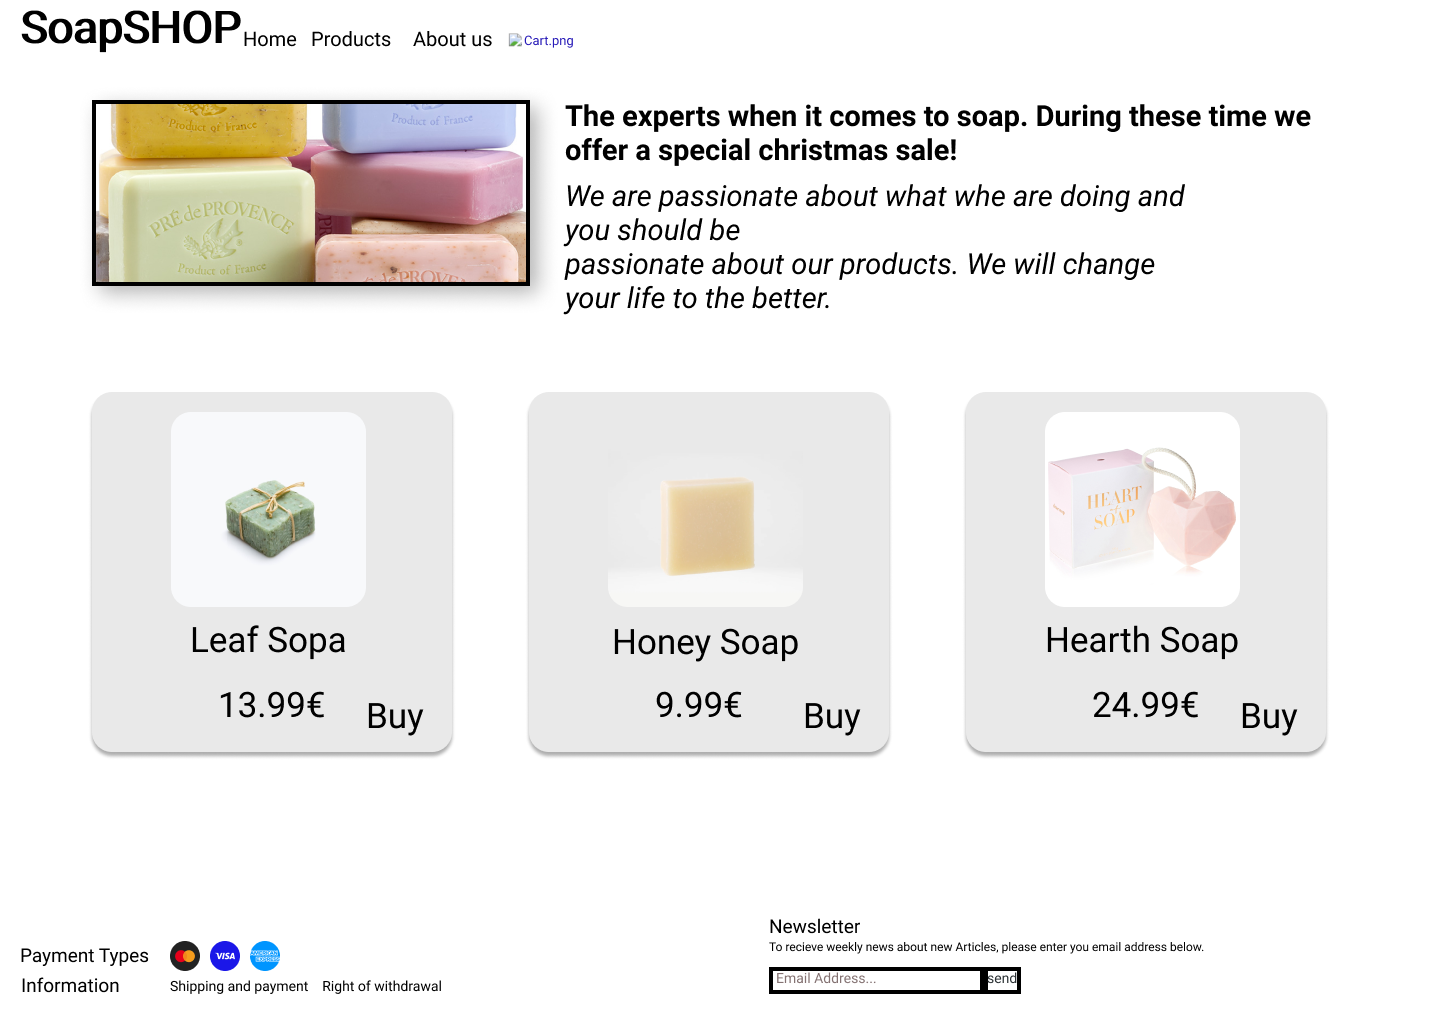 SoapSHOP Home Products About us Cart.png
Product of France
Product of France
PRÉ de PROVENCE
Product of France
The experts when it comes to soap. During these time we
offer a special christmas sale!
We are passionate about what whe are doing and
you should be
passionate about our products. We will change
your life to the better.
HEART
of
SOAP
Leaf Sopa
Honey Soap
Hearth Soap
13.99€ Buy
9.99€ Buy
24.99€ Buy
Newsletter
To recieve weekly news about new Articles, please enter you email address below.
Email Address... send
Payment Types VISA AMERICAN EXPRESS
Information Shipping and payment Right of withdrawal